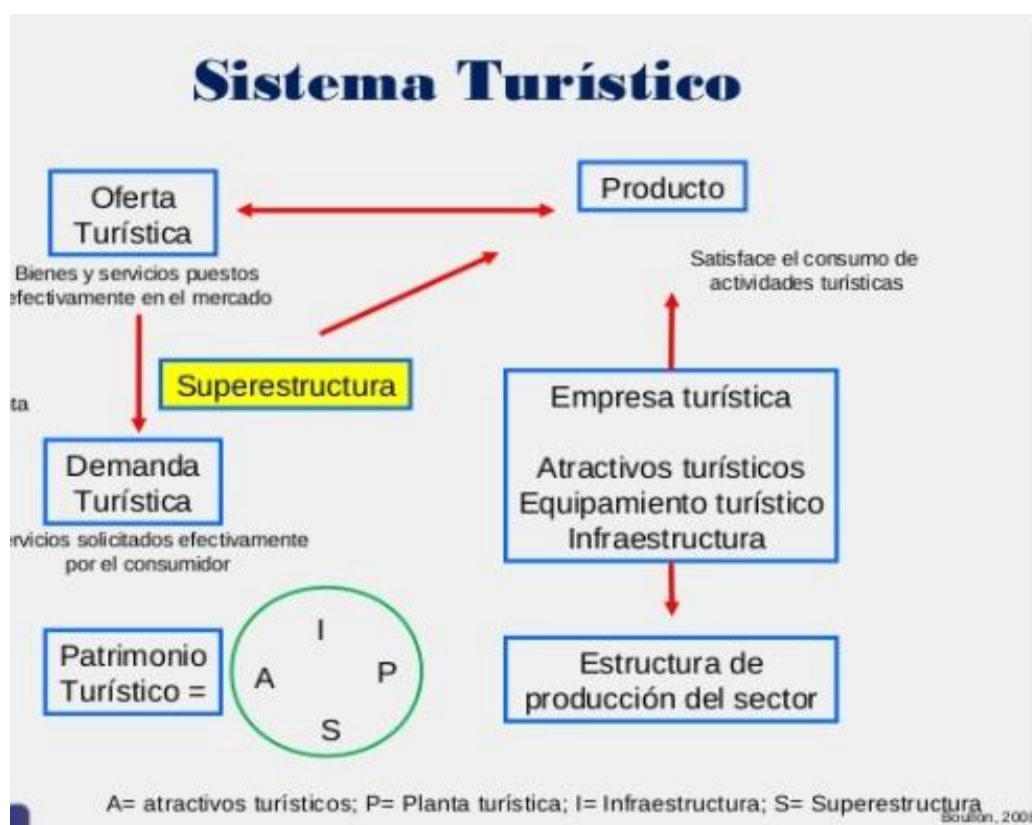 Sistema Turístico
Oferta
Turística
Producto
Bienes y servicios puestos
efectivamente en el mercado
Satisface el consumo de
actividades turísticas
Superestructura
ta
Empresa turística
Atractivos turísticos
Equipamiento turístico
Infraestructura
Demanda
Turística
rvicios solicitados efectivamente
por el consumidor
Patrimonio
Turístico =
I
A
P
S
Estructura de
producción del sector
A= atractivos turísticos; P= Planta turística; I= Infraestructura; S= Superestructura
Boullon,